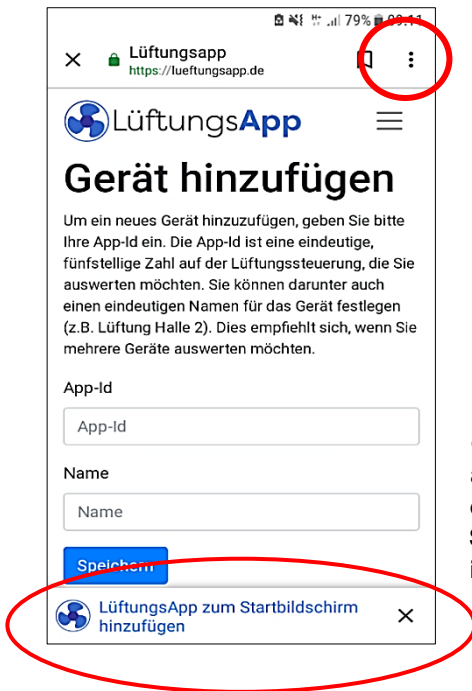 79% 09:11
Lüftungsapp
https://lueftungsapp.de
LüftungsApp
Gerät hinzufügen
Um ein neues Gerät hinzuzufügen, geben Sie bitte
Ihre App-Id ein. Die App-Id ist eine eindeutige,
fünfstellige Zahl auf der Lüftungssteuerung, die Sie
auswerten möchten. Sie können darunter auch
einen eindeutigen Namen für das Gerät festlegen
(z.B. Lüftung Halle 2). Dies empfiehlt sich, wenn Sie
mehrere Geräte auswerten möchten.
App-Id
App-Id
Name
Name
Speichern
LüftungsApp zum Startbildschirm
hinzufügen